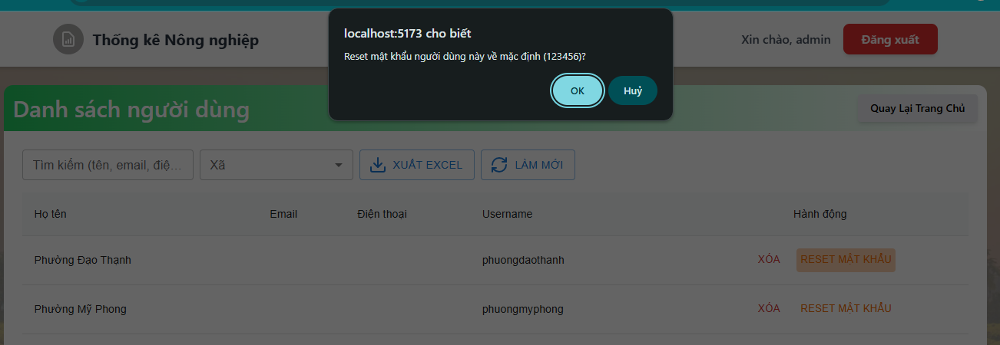 localhost:5173 cho biết
Reset mật khẩu người dùng này về mặc định (123456)?
OK
Huỷ
Thống kê Nông nghiệp
Xin chào, admin
Đăng xuất
Danh sách người dùng
Quay Lại Trang Chủ
Tìm kiếm (tên, email, điệ...
Xã
XUẤT EXCEL
LÀM MỚI
Họ tên Email Điện thoại Username Hành động
Phường Đạo Thạnh phuongdaothanh XÓA RESET MẬT KHẨU
Phường Mỹ Phong phuongmyphong XÓA RESET MẬT KHẨU